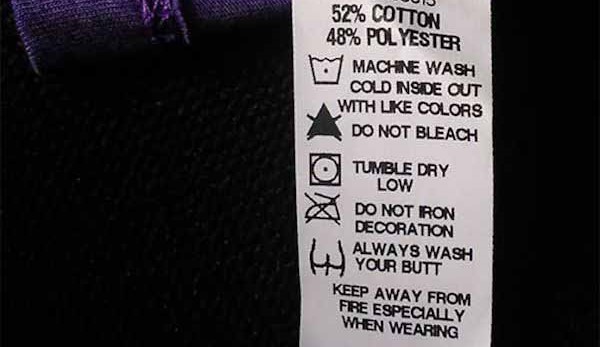 52% COTTON
48% POLYESTER
MACHINE WASH
COLD INSIDE OUT
WITH LIKE COLORS
DO NOT BLEACH
TUMBLE DRY
LOW
DO NOT IRON
DECORATION
ALWAYS WASH
YOUR BUTT
KEEP AWAY FROM
FIRE ESPECIALLY
WHEN WEARING